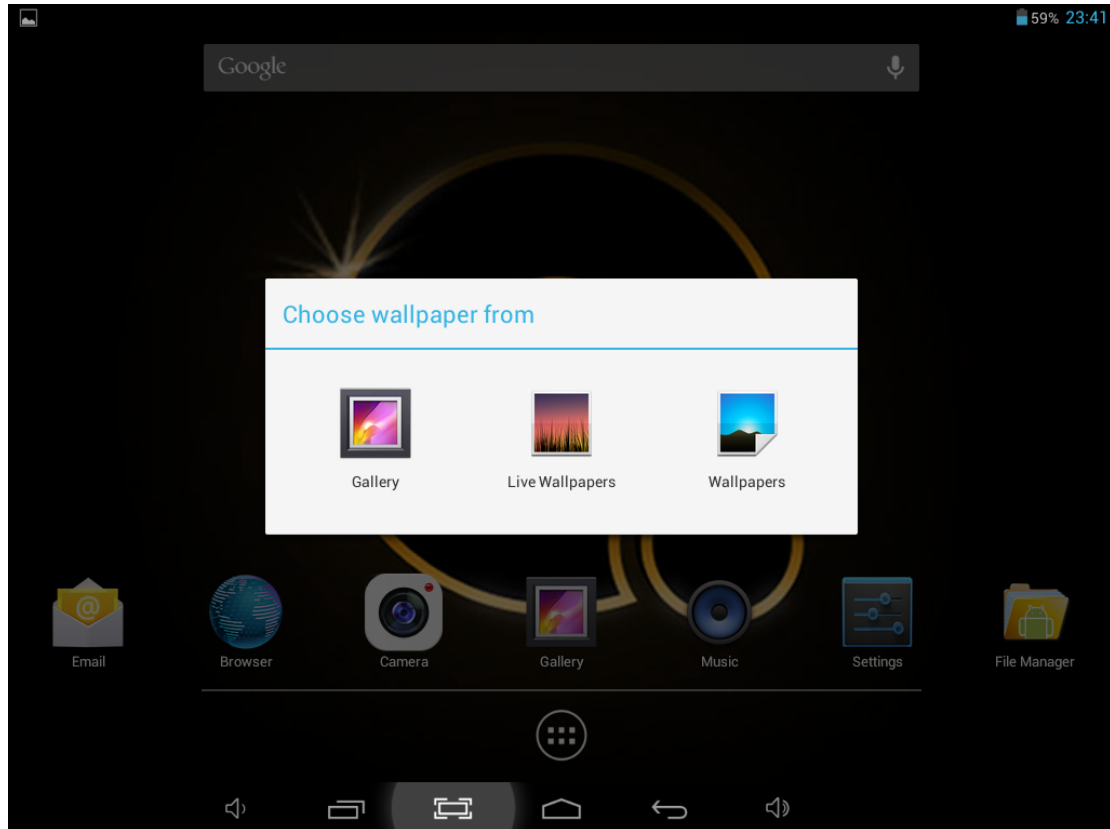 59% 23:41
Google
Choose wallpaper from
Gallery Live Wallpapers Wallpapers
Email Browser Camera Gallery Music Settings File Manager